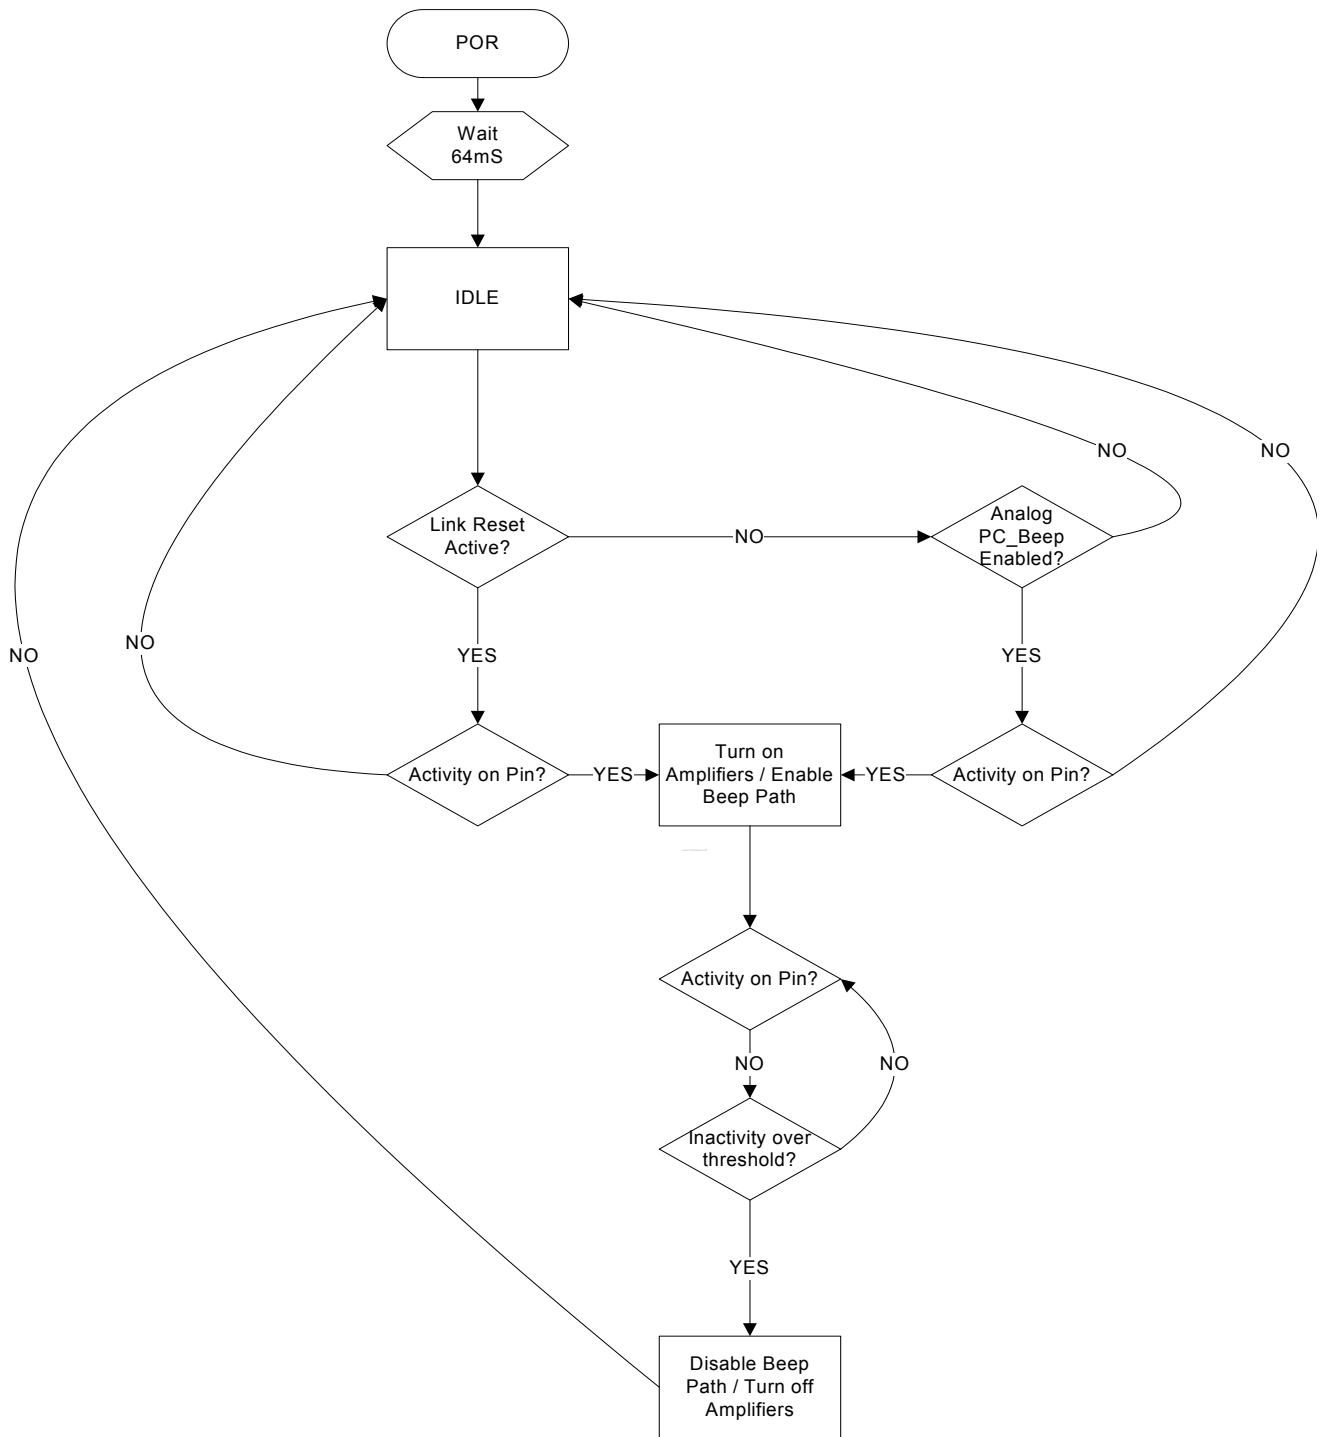 POR
Wait
64mS
IDLE
NO
NO
Link Reset
Active?
NO
Analog
PC_Beep
Enabled?
NO
NO
YES
YES
Activity on Pin?
YES
Turn on
Amplifiers / Enable
Beep Path
YES
Activity on Pin?
Activity on Pin?
NO
NO
Inactivity over
threshold?
YES
Disable Beep
Path / Turn off
Amplifiers